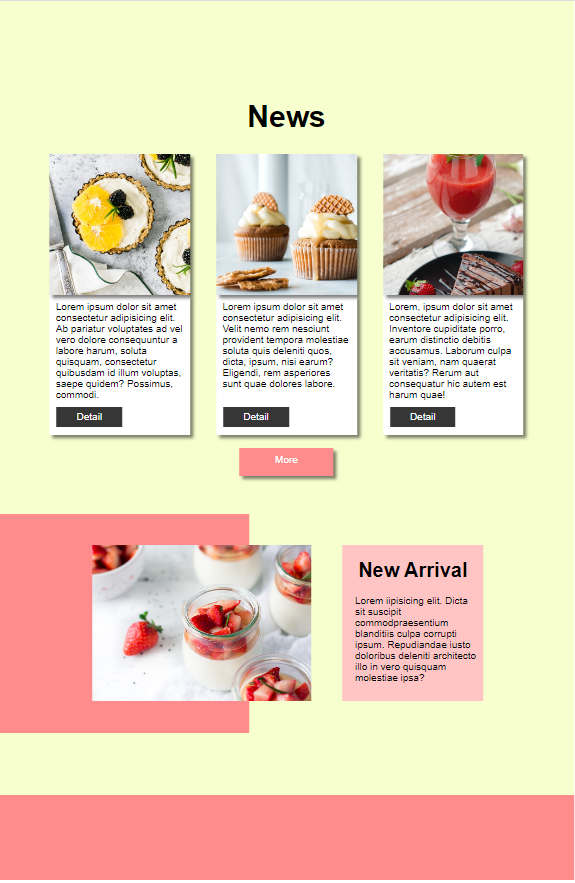 News
Lorem ipsum dolor sit amet
consectetur adipisicing elit.
Ab pariatur voluptates ad vel
vero dolore consequuntur a
labore harum, soluta
quisquam, consectetur
quibusdam id illum voluptas,
saepe quidem? Possimus,
commodi.
Detail
Lorem ipsum dolor sit amet
consectetur adipisicing elit.
Velit nemo rem nesciunt
provident tempora molestiae
soluta quis deleniti quos,
dicta, ipsum, nisi earum?
Eligendi, rem asperiores
sunt quae dolores labore.
Detail
Lorem, ipsum dolor sit amet
consectetur adipisicing elit.
Inventore cupiditate porro,
earum distinctio debitis
accusamus. Laborum culpa
sit veniam, nam quaerat
veritatis? Rerum aut
consequatur hic autem est
harum quae!
Detail
More
New Arrival
Lorem iipisicing elit. Dicta
sit suscipit
commodpraesentium
blanditiis culpa corrupti
ipsum. Repudiandae iusto
doloribus deleniti architecto
illo in vero quisquam
molestiae ipsa?